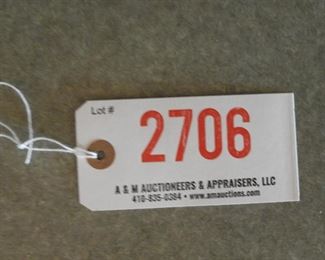 Lot #
2706
A & M AUCTIONEERS & APPRAISERS, LLC
410-835-0384 • www.amauctions.com